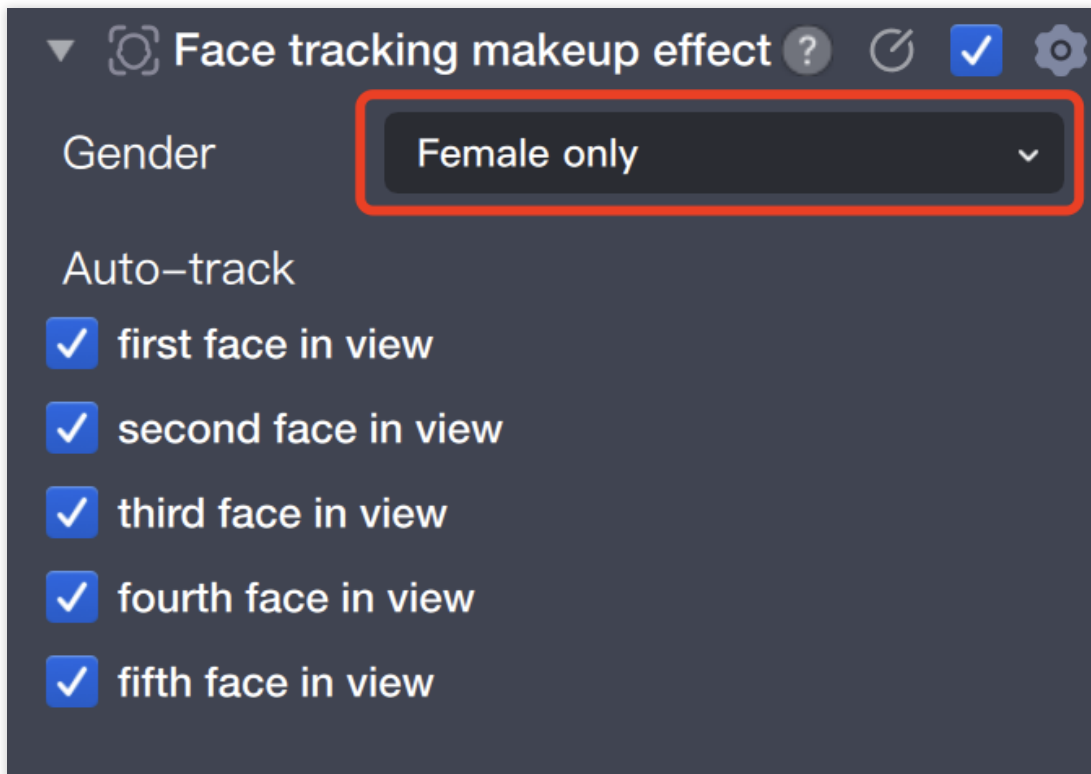 Face tracking makeup effect ?
Gender Female only
Auto-track
first face in view
second face in view
third face in view
fourth face in view
fifth face in view